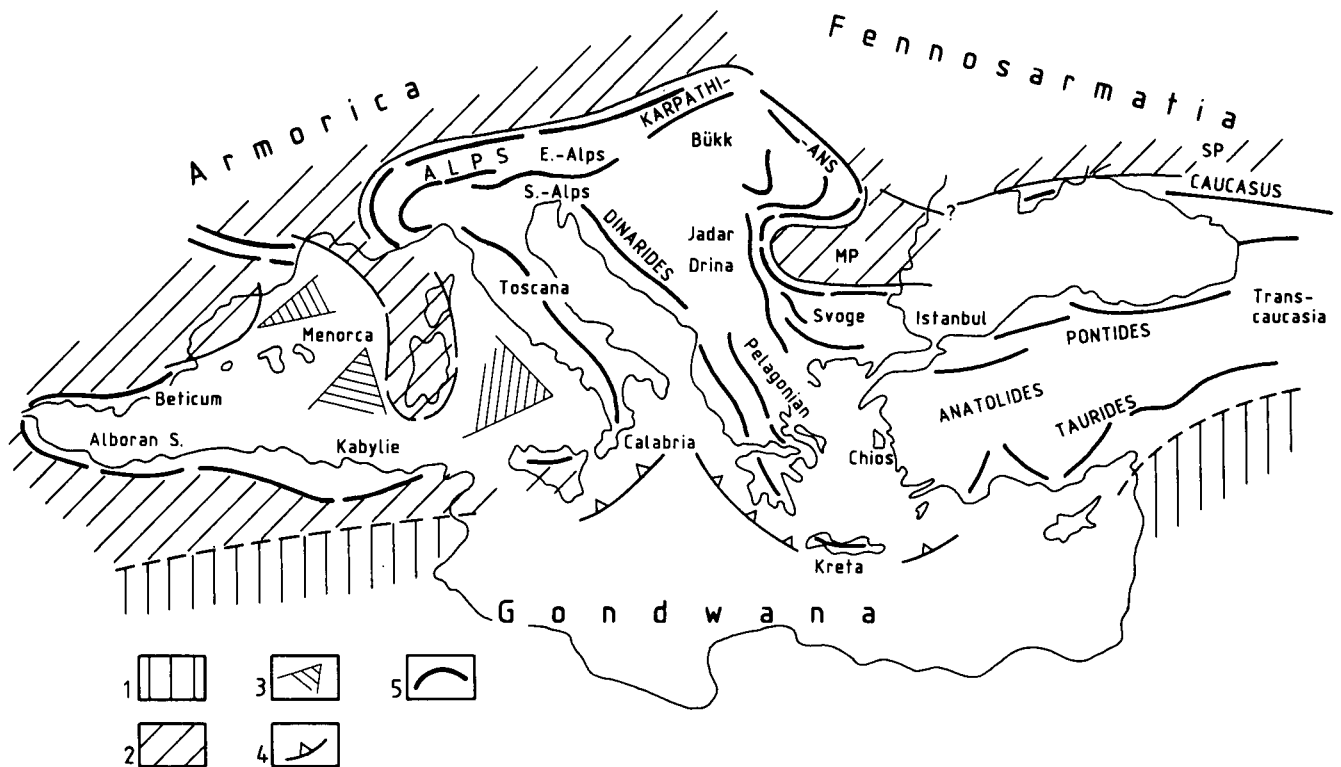 Fennosarmatia
Armorica
KARPATHI-
-ANS
Bükk
ALPS
E.-Alps
S.-Alps
SP
CAUCASUS
?
DINARIDES
Jadar
Drina
MP
Toscana
Menorca
Svoge
Istanbul
Trans-
caucasia
PONTIDES
Pelagonian
Beticum
ANATOLIDES
TAURIDES
Alboran S.
Kabylie
Calabria
Chios
Kreta
Gondwana
1
3
5
2
4